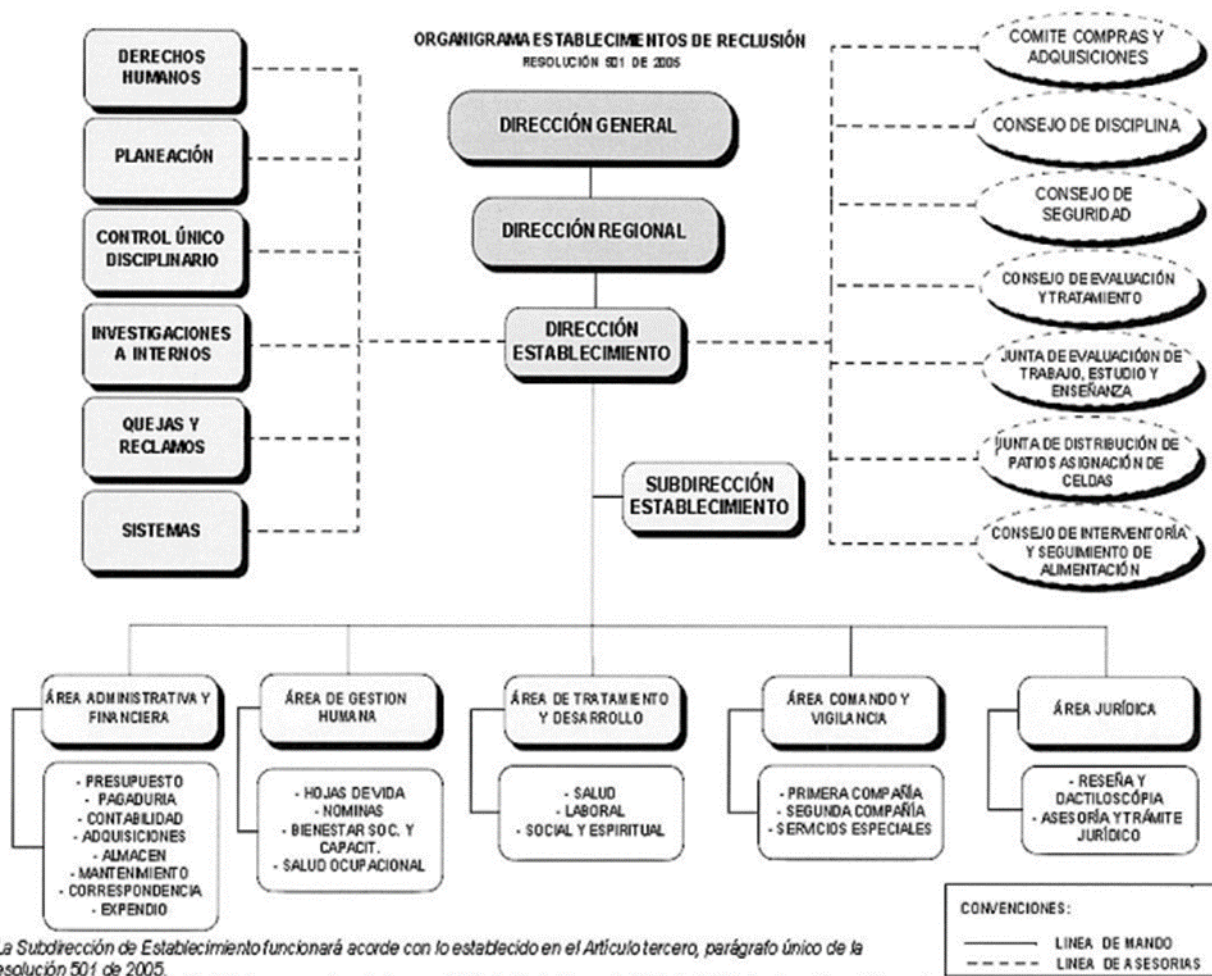 ORGANIGRAMA ESTABLECIMIENTOS DE RECLUSIÓN
RESOLUCIÓN 501 DE 2005
DIRECCIÓN GENERAL
DIRECCIÓN REGIONAL
DIRECCIÓN
ESTABLECIMIENTO
SUBDIRECCIÓN
ESTABLECIMIENTO
DERECHOS
HUMANOS
PLANEACIÓN
CONTROL ÚNICO
DISCIPLINARIO
INVESTIGACIONES
A INTERNOS
QUEJAS Y
RECLAMOS
SISTEMAS
COMITE COMPRAS Y
ADQUISICIONES
CONSEJO DE DISCIPLINA
CONSEJO DE
SEGURIDAD
CONSEJO DE EVALUACIÓN
Y TRATAMIENTO
JUNTA DE EVALUACIÓN DE
TRABAJO, ESTUDIO Y
ENSEÑANZA
JUNTA DE DISTRIBUCIÓN DE
PATIOS ASIGNACIÓN DE
CELDAS
CONSEJO DE INTERVENTORÍA
Y SEGUIMIENTO DE
ALIMENTACIÓN
ÁREA ADMINISTRATIVA Y
FINANCIERA
- PRESUPUESTO
- PAGADURIA
- CONTABILIDAD
- ADQUISICIONES
- ALMACEN
- MANTENIMIENTO
- CORRESPONDENCIA
- EXPENDIO
ÁREA DE GESTION
HUMANA
- HOJAS DE VIDA
- NOMINAS
- BIENESTAR SOC. Y
CAPACIT.
- SALUD OCUPACIONAL
ÁREA DE TRATAMIENTO
Y DESARROLLO
- SALUD
- LABORAL
- SOCIAL Y ESPIRITUAL
ÁREA COMANDO Y
VIGILANCIA
- PRIMERA COMPAÑÍA
- SEGUNDA COMPAÑÍA
- SERVICIOS ESPECIALES
ÁREA JURÍDICA
- RESEÑA Y
DACTILOSCÓPIA
- ASESORÍA Y TRÁMITE
JURÍDICO
CONVENCIONES:
LINEA DE MANDO
LINEA DE ASESORIAS
La Subdirección de Establecimiento funcionará acorde con lo establecido en el Artículo tercero, parágrafo único de la
esolución 501 de 2005.